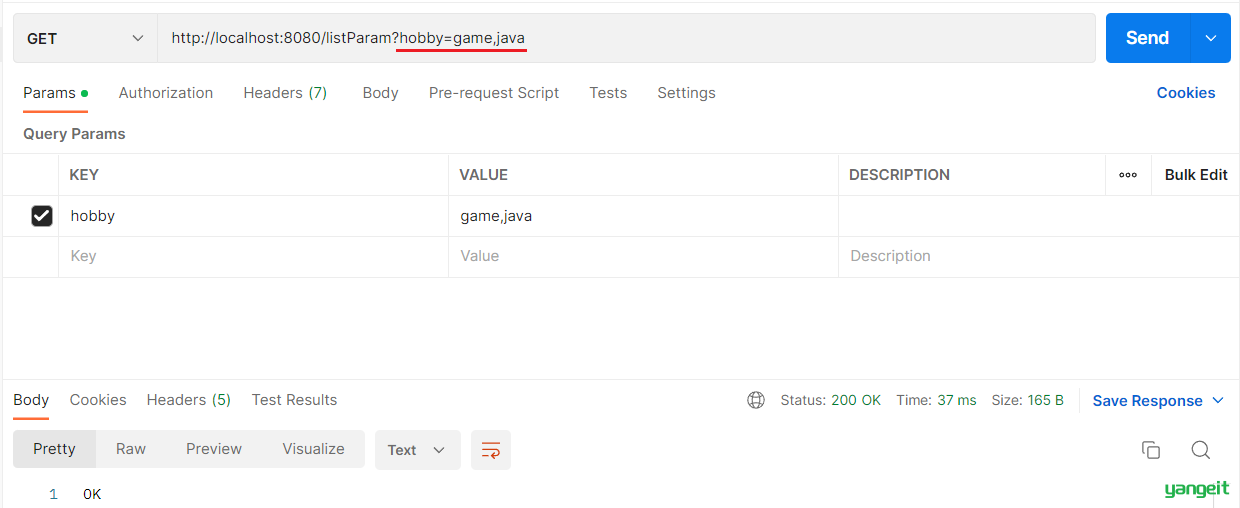 GET http://localhost:8080/listParam?hobby=game,java Send
Params Authorization Headers (7) Body Pre-request Script Tests Settings Cookies
Query Params
KEY VALUE DESCRIPTION Bulk Edit
hobby game,java
Key Value Description
Body Cookies Headers (5) Test Results Status: 200 OK Time: 37 ms Size: 165 B Save Response
Pretty Raw Preview Visualize Text
1 OK
yangeit